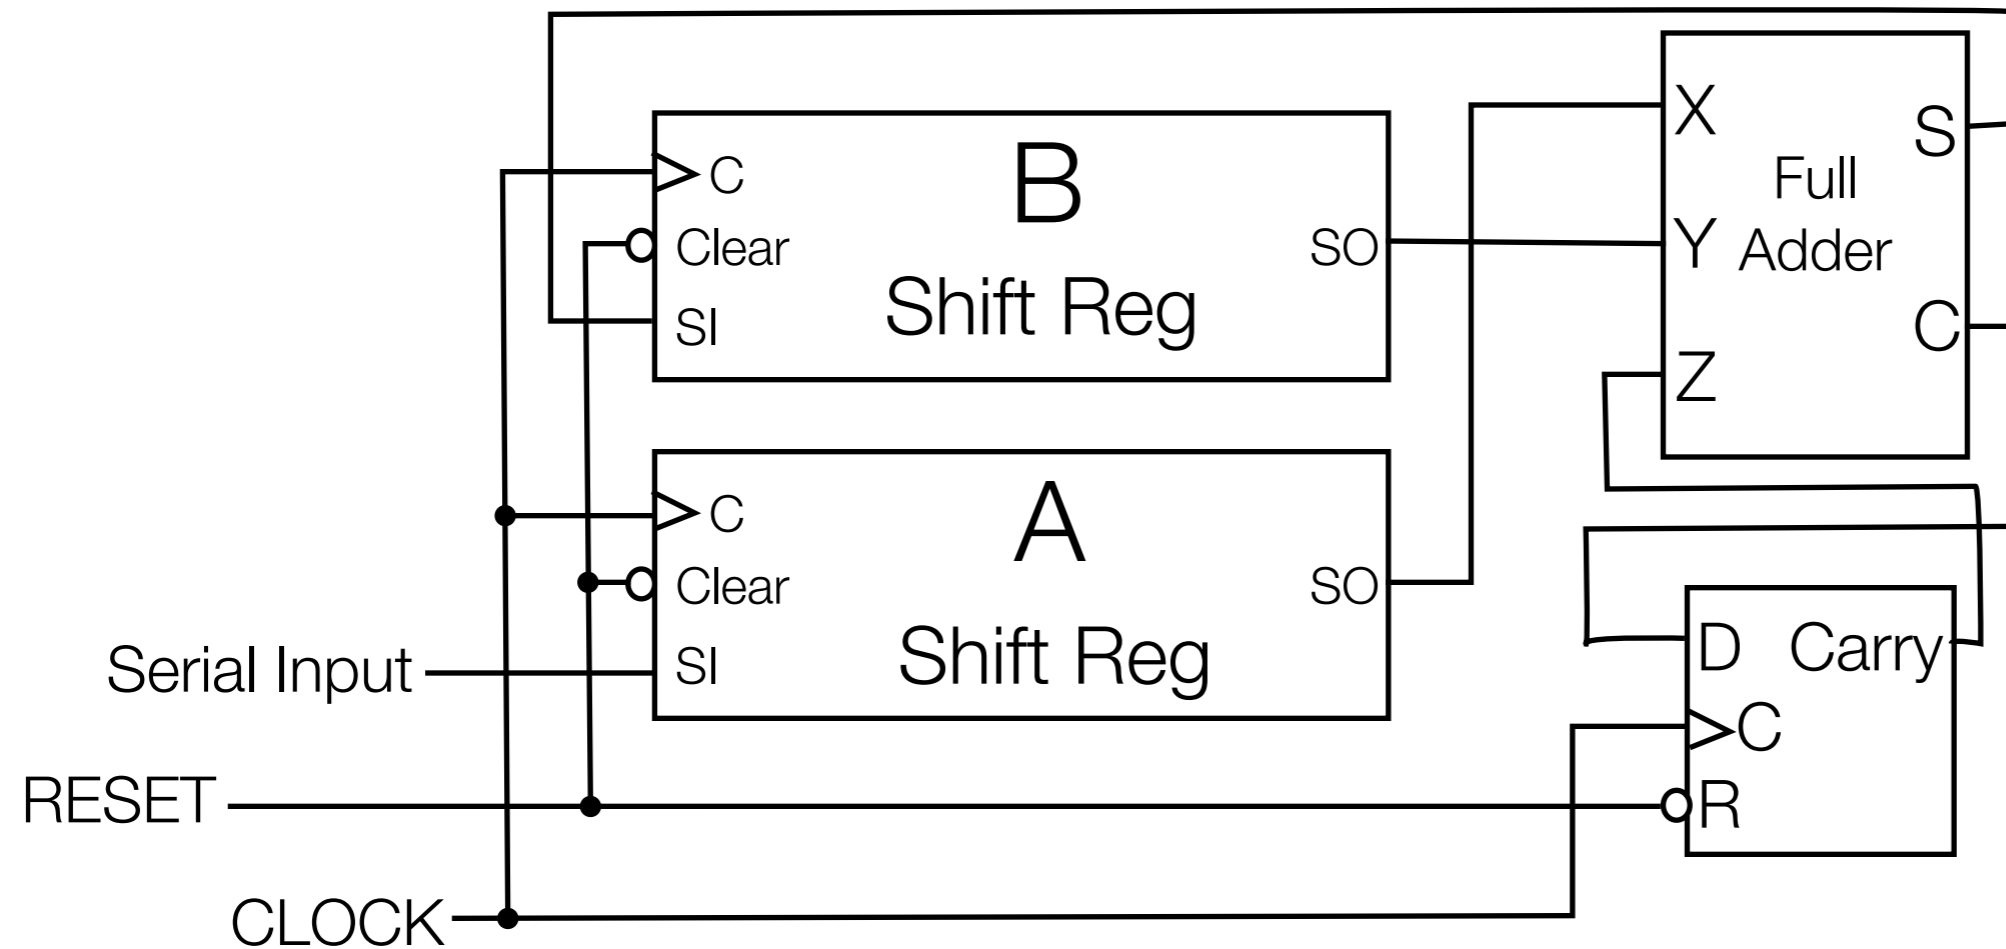 B
C
Clear
SI
SO
Shift Reg
A
C
Clear
SI
SO
Shift Reg
X
Y
Z
Full
Adder
S
C
D
Carry
C
R
Serial Input
RESET
CLOCK